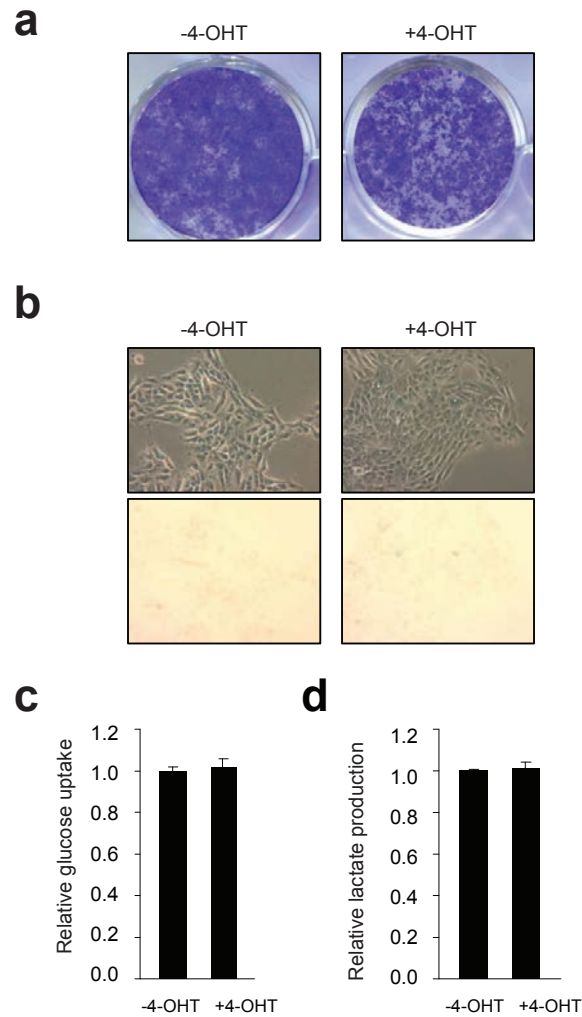 a
-4-OHT +4-OHT
b
-4-OHT +4-OHT
c
Relative glucose uptake
1.2
1.0
0.8
0.6
0.4
0.2
0.0
-4-OHT +4-OHT
d
Relative lactate production
1.2
1.0
0.8
0.6
0.4
0.2
0.0
-4-OHT +4-OHT